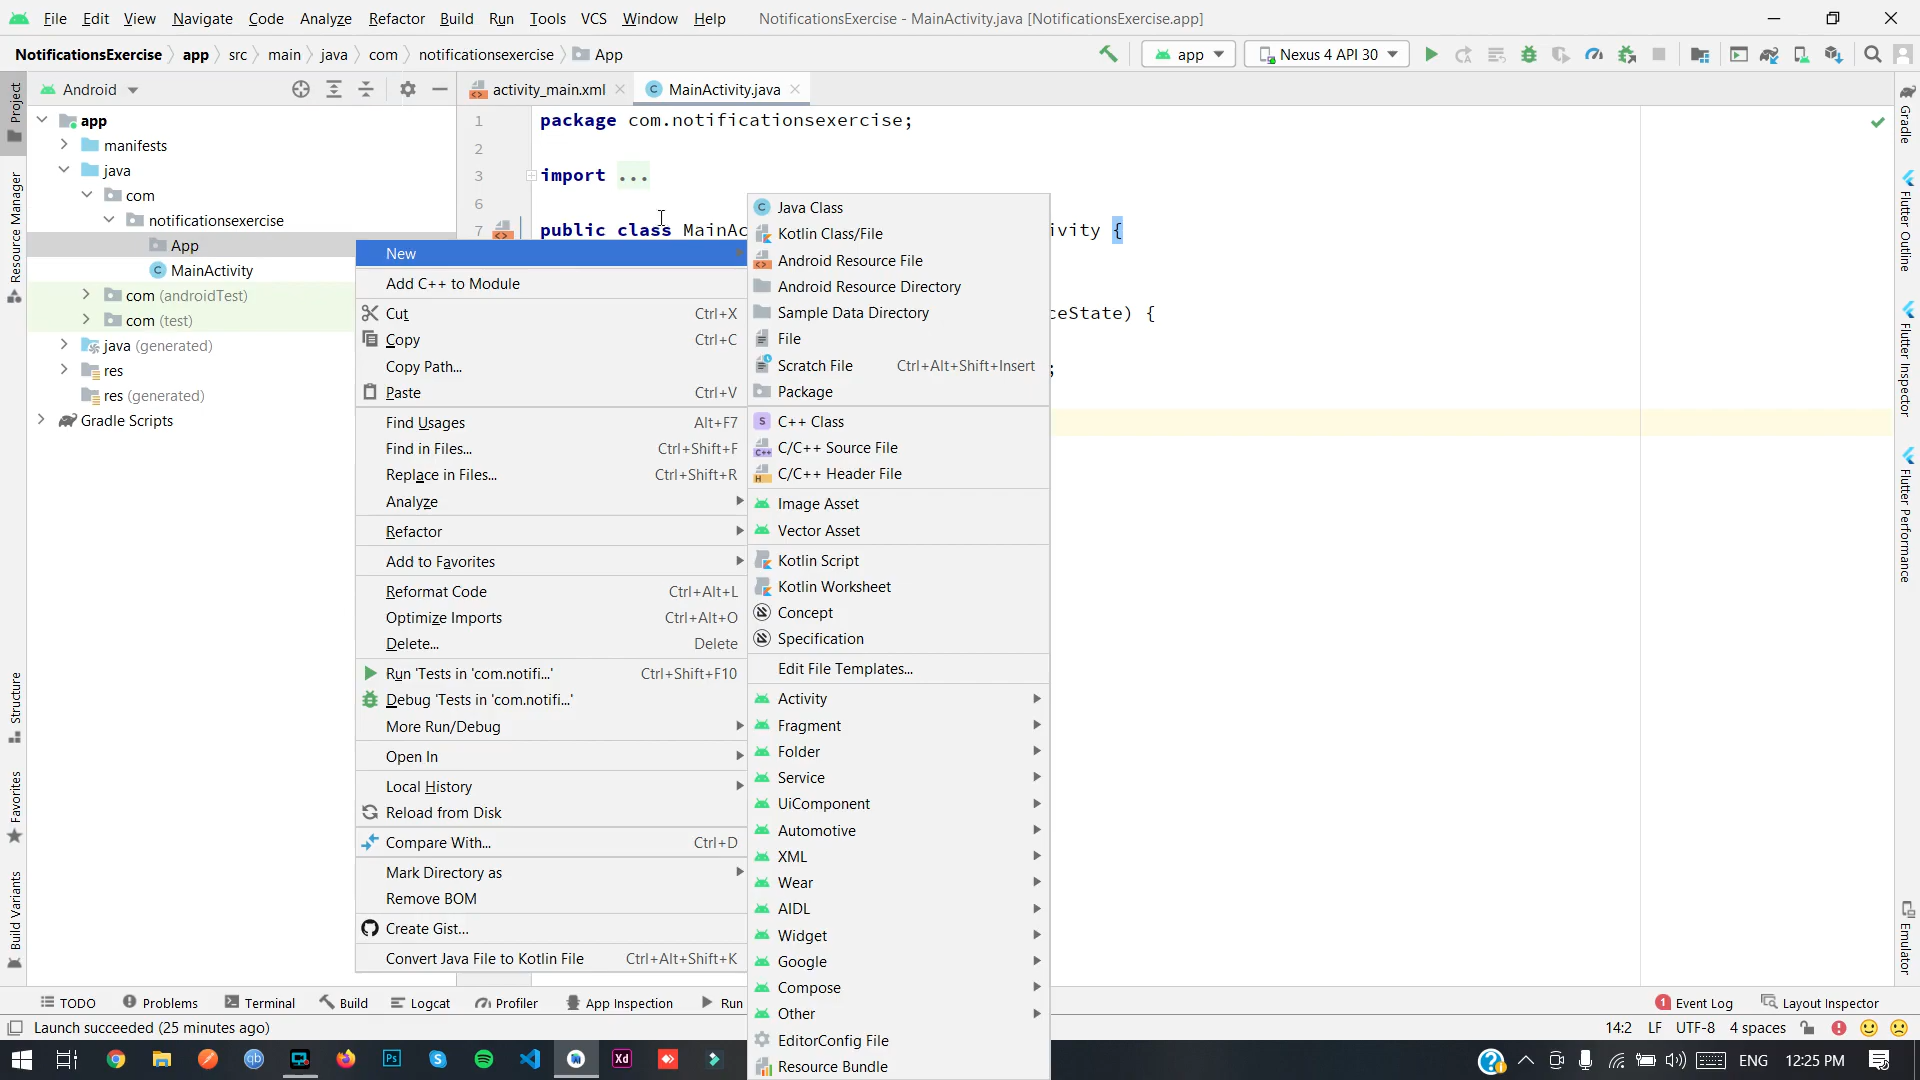 File Edit View Navigate Code Analyze Refactor Build Run Tools VCS Window Help NotificationsExercise - MainActivity.java [NotificationsExercise.app]
NotificationsExercise app src main java com notificationsexercise App app Nexus 4 API 30
Android activity_main.xml MainActivity.java
Project
Resource Manager
Structure
Favorites
Build Variants
app
manifests
java
com
notificationsexercise
App
MainActivity
com (androidTest)
com (test)
java (generated)
res
res (generated)
Gradle Scripts
1 package com.notificationsexercise;
2
3 import ...
6
7 public class MainAc
ivity {
ceState) {
;
New
Add C++ to Module
Cut Ctrl+X
Copy Ctrl+C
Copy Path...
Paste Ctrl+V
Find Usages Alt+F7
Find in Files... Ctrl+Shift+F
Replace in Files... Ctrl+Shift+R
Analyze
Refactor
Add to Favorites
Reformat Code Ctrl+Alt+L
Optimize Imports Ctrl+Alt+O
Delete... Delete
Run 'Tests in 'com.notifi...' Ctrl+Shift+F10
Debug 'Tests in 'com.notifi...'
More Run/Debug
Open In
Local History
Reload from Disk
Compare With... Ctrl+D
Mark Directory as
Remove BOM
Create Gist...
Convert Java File to Kotlin File Ctrl+Alt+Shift+K
Java Class
Kotlin Class/File
Android Resource File
Android Resource Directory
Sample Data Directory
File
Scratch File Ctrl+Alt+Shift+Insert
Package
C++ Class
C/C++ Source File
C/C++ Header File
Image Asset
Vector Asset
Kotlin Script
Kotlin Worksheet
Concept
Specification
Edit File Templates...
Activity
Fragment
Folder
Service
UiComponent
Automotive
XML
Wear
AIDL
Widget
Google
Compose
Other
EditorConfig File
Resource Bundle
Gradle
Flutter Outline
Flutter Inspector
Flutter Performance
Emulator
TODO Problems Terminal Build Logcat Profiler App Inspection Run 1 Event Log Layout Inspector
Launch succeeded (25 minutes ago) 14:2 LF UTF-8 4 spaces
ENG 12:25 PM